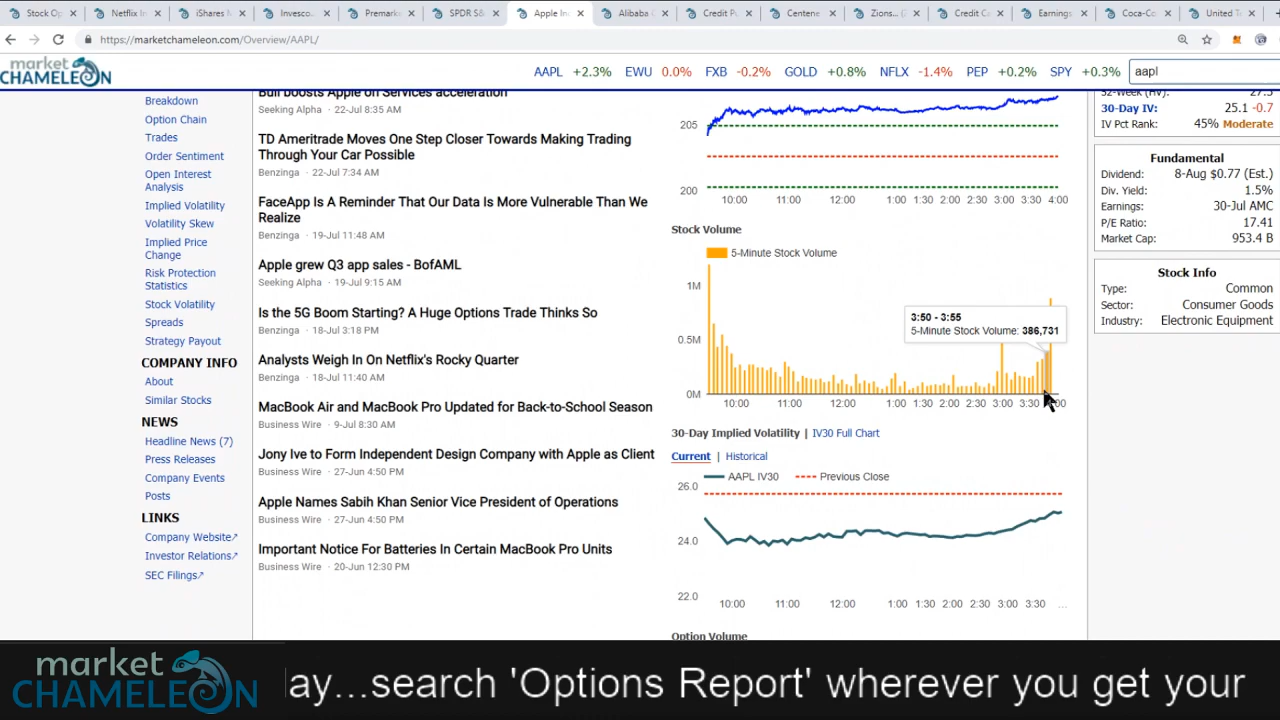 Stock Op
Netflix In
iShares M
Invesco
Premark
SPDR S&
Apple In
Alibaba
Credit P
Centene
Zions...
Credit Ca
Earnings
Coca-Co
United T
https://marketchameleon.com/Overview/AAPL/
market
CHAMELEON
AAPL +2.3% EWU 0.0% FXB -0.2% GOLD +0.8% NFLX -1.4% PEP +0.2% SPY +0.3%
aapl
Breakdown
Option Chain
Trades
Order Sentiment
Open Interest
Analysis
Implied Volatility
Volatility Skew
Implied Price
Change
Risk Protection
Statistics
Stock Volatility
Spreads
Strategy Payout
COMPANY INFO
About
Similar Stocks
NEWS
Headline News (7)
Press Releases
Company Events
Posts
LINKS
Company Website↗
Investor Relations↗
SEC Filings↗
Bull boosts Apple on Services acceleration
Seeking Alpha · 22-Jul 8:35 AM
TD Ameritrade Moves One Step Closer Towards Making Trading
Through Your Car Possible
Benzinga · 22-Jul 7:34 AM
FaceApp Is A Reminder That Our Data Is More Vulnerable Than We
Realize
Benzinga · 19-Jul 11:48 AM
Apple grew Q3 app sales - BofAML
Seeking Alpha · 19-Jul 9:15 AM
Is the 5G Boom Starting? A Huge Options Trade Thinks So
Benzinga · 18-Jul 3:18 PM
Analysts Weigh In On Netflix's Rocky Quarter
Benzinga · 18-Jul 11:40 AM
MacBook Air and MacBook Pro Updated for Back-to-School Season
Business Wire · 9-Jul 8:30 AM
Jony Ive to Form Independent Design Company with Apple as Client
Business Wire · 27-Jun 4:50 PM
Apple Names Sabih Khan Senior Vice President of Operations
Business Wire · 27-Jun 4:50 PM
Important Notice For Batteries In Certain MacBook Pro Units
Business Wire · 20-Jun 12:30 PM
205
200
10:00 11:00 12:00 1:00 1:30 2:00 2:30 3:00 3:30 4:00
Stock Volume
5-Minute Stock Volume
1M
0.5M
0M
3:50 - 3:55
5-Minute Stock Volume: 386,731
10:00 11:00 12:00 1:00 1:30 2:00 2:30 3:00 3:30 :00
30-Day Implied Volatility | IV30 Full Chart
Current | Historical
AAPL IV30 Previous Close
26.0
24.0
22.0
10:00 11:00 12:00 1:00 1:30 2:00 2:30 3:00 3:30 ...
Option Volume
52-Week (HV): 27.5
30-Day IV: 25.1 -0.7
IV Pct Rank: 45% Moderate
Fundamental
Dividend: 8-Aug $0.77 (Est.)
Div. Yield: 1.5%
Earnings: 30-Jul AMC
P/E Ratio: 17.41
Market Cap: 953.4 B
Stock Info
Type: Common
Sector: Consumer Goods
Industry: Electronic Equipment
market
CHAMELEON
ay...search 'Options Report' wherever you get your